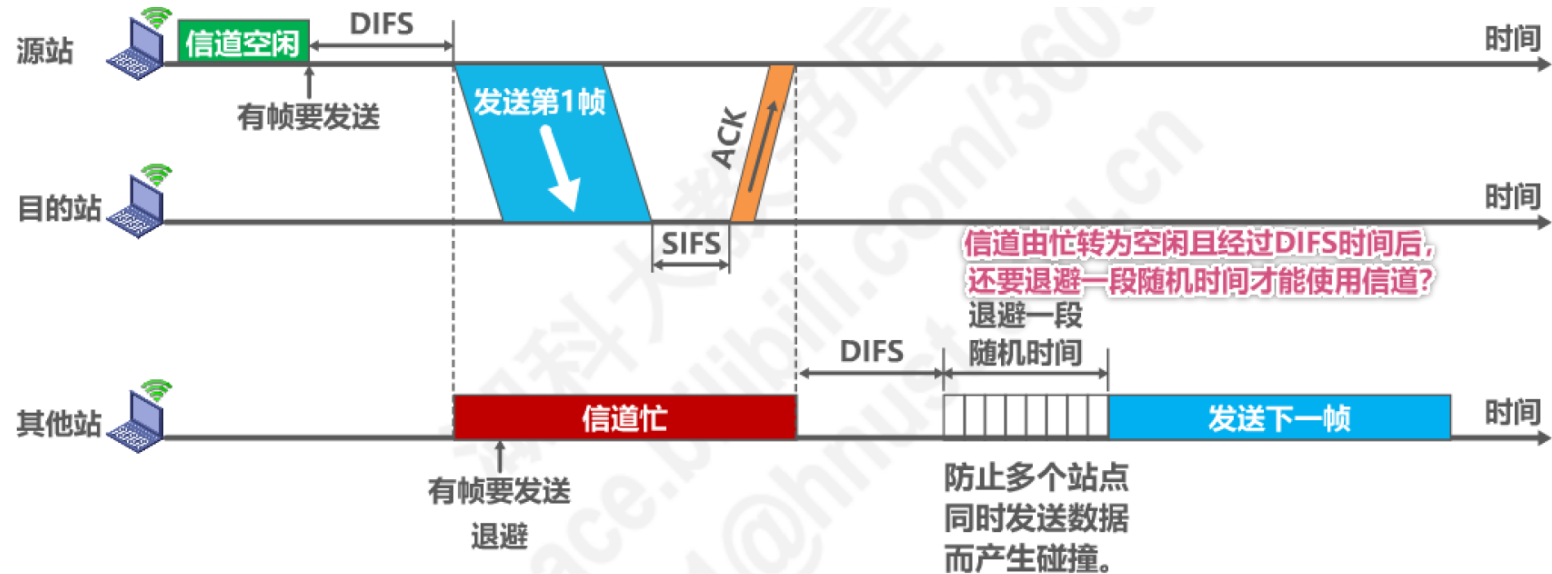 源站
信道空闲
DIFS
时间
有帧要发送
发送第1帧
ACK
目的站
时间
SIFS
信道由忙转为空闲且经过DIFS时间后，
还要退避一段随机时间才能使用信道？
退避一段
随机时间
DIFS
其他站
信道忙
发送下一帧
时间
有帧要发送
退避
防止多个站点
同时发送数据
而产生碰撞。